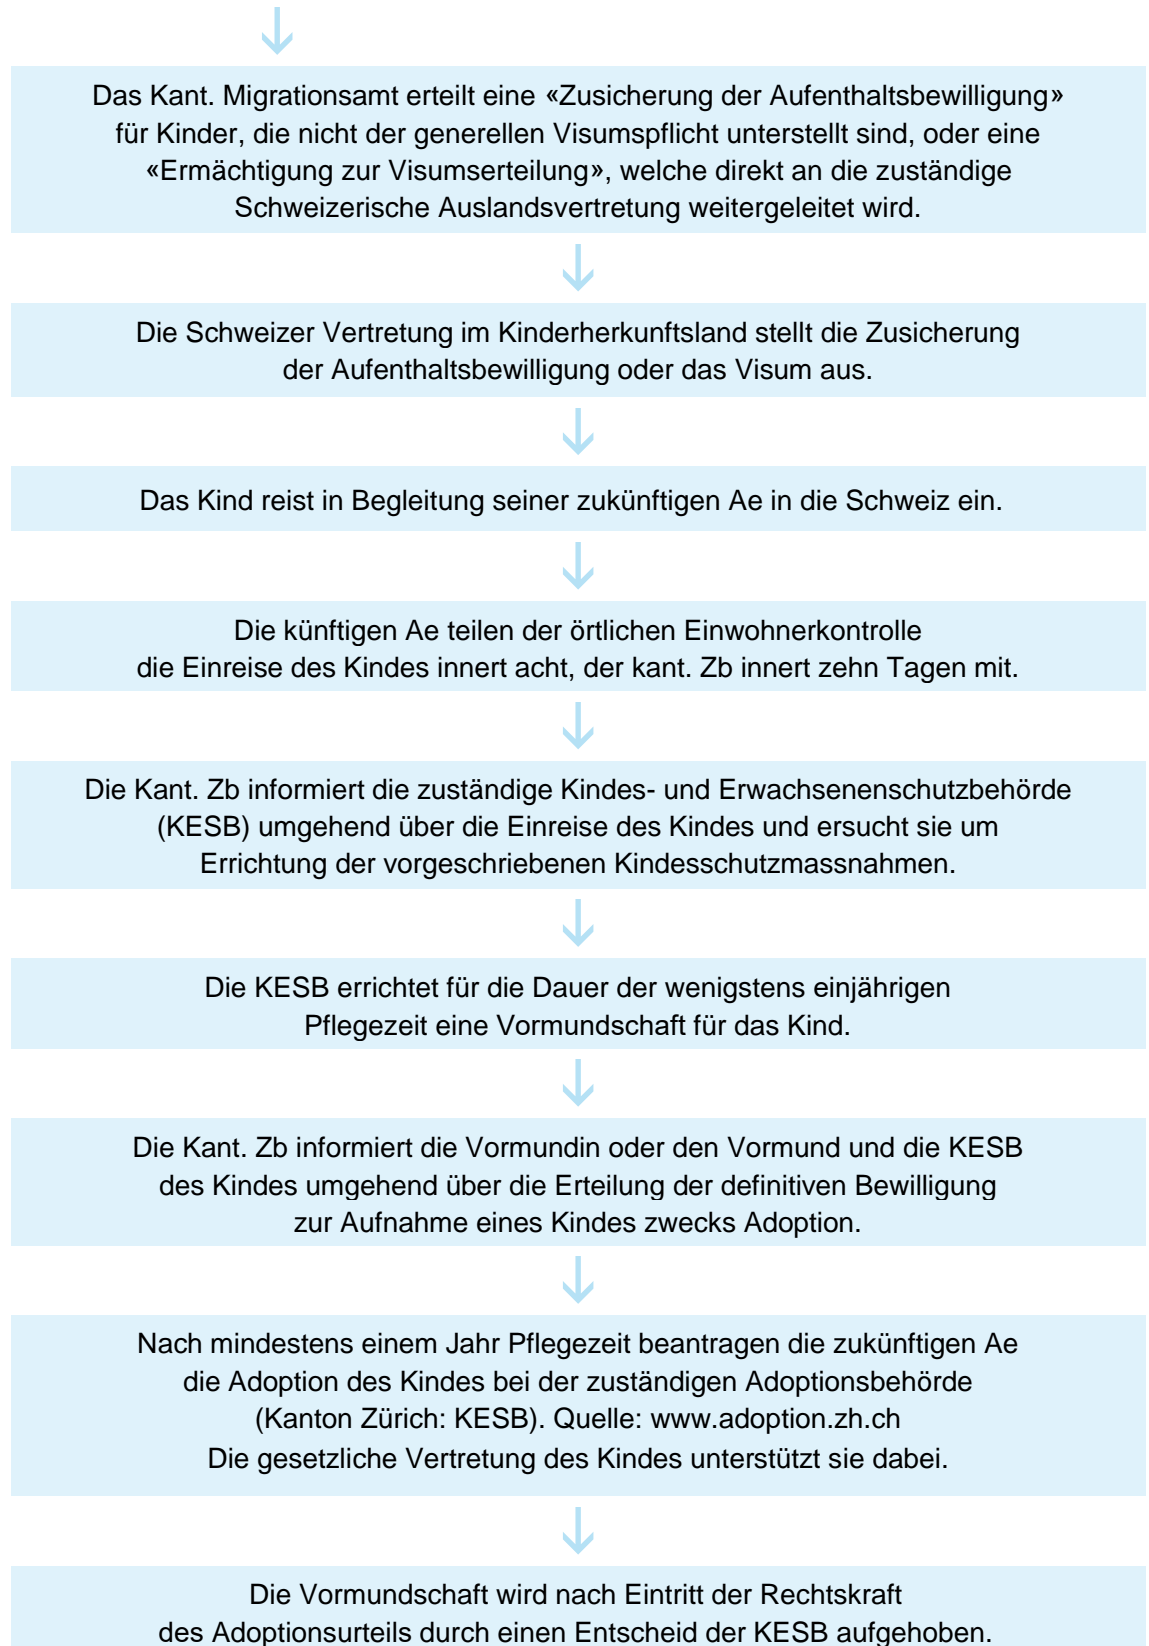 Das Kant. Migrationsamt erteilt eine «Zusicherung der Aufenthaltsbewilligung»
für Kinder, die nicht der generellen Visumspflicht unterstellt sind, oder eine
«Ermächtigung zur Visumserteilung», welche direkt an die zuständige
Schweizerische Auslandsvertretung weitergeleitet wird.
Die Schweizer Vertretung im Kinderherkunftsland stellt die Zusicherung
der Aufenthaltsbewilligung oder das Visum aus.
Das Kind reist in Begleitung seiner zukünftigen Ae in die Schweiz ein.
Die künftigen Ae teilen der örtlichen Einwohnerkontrolle
die Einreise des Kindes innert acht, der kant. Zb innert zehn Tagen mit.
Die Kant. Zb informiert die zuständige Kindes- und Erwachsenenschutzbehörde
(KESB) umgehend über die Einreise des Kindes und ersucht sie um
Errichtung der vorgeschriebenen Kindesschutzmassnahmen.
Die KESB errichtet für die Dauer der wenigstens einjährigen
Pflegezeit eine Vormundschaft für das Kind.
Die Kant. Zb informiert die Vormundin oder den Vormund und die KESB
des Kindes umgehend über die Erteilung der definitiven Bewilligung
zur Aufnahme eines Kindes zwecks Adoption.
Nach mindestens einem Jahr Pflegezeit beantragen die zukünftigen Ae
die Adoption des Kindes bei der zuständigen Adoptionsbehörde
(Kanton Zürich: KESB). Quelle: www.adoption.zh.ch
Die gesetzliche Vertretung des Kindes unterstützt sie dabei.
Die Vormundschaft wird nach Eintritt der Rechtskraft
des Adoptionsurteils durch einen Entscheid der KESB aufgehoben.